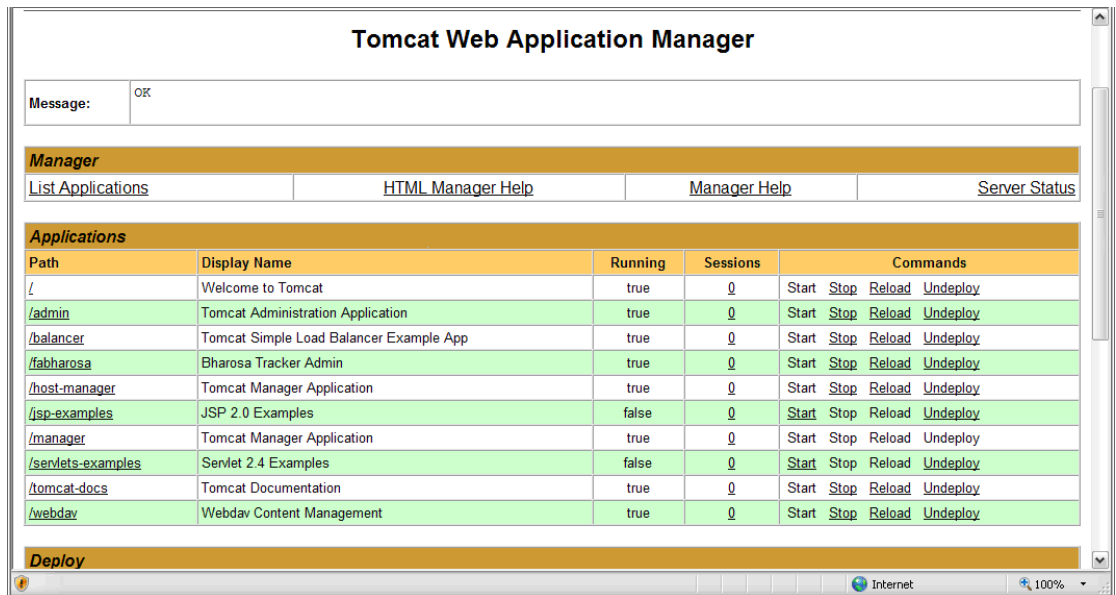 Tomcat Web Application Manager
Message: OK
Manager
List Applications HTML Manager Help Manager Help Server Status
Applications
Path Display Name Running Sessions Commands
/ Welcome to Tomcat true 0 Start Stop Reload Undeploy
/admin Tomcat Administration Application true 0 Start Stop Reload Undeploy
/balancer Tomcat Simple Load Balancer Example App true 0 Start Stop Reload Undeploy
/fabharosa Bharosa Tracker Admin true 0 Start Stop Reload Undeploy
/host-manager Tomcat Manager Application true 0 Start Stop Reload Undeploy
/jsp-examples JSP 2.0 Examples false 0 Start Stop Reload Undeploy
/manager Tomcat Manager Application true 0 Start Stop Reload Undeploy
/servlets-examples Servlet 2.4 Examples false 0 Start Stop Reload Undeploy
/tomcat-docs Tomcat Documentation true 0 Start Stop Reload Undeploy
/webdav Webdav Content Management true 0 Start Stop Reload Undeploy
Deploy
Internet 100%